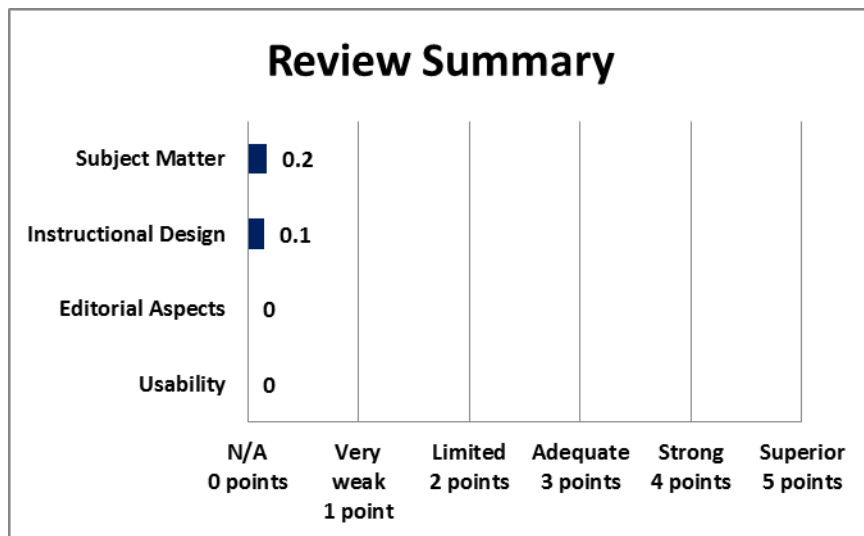 Review Summary
Subject Matter 0.2
Instructional Design 0.1
Editorial Aspects 0
Usability 0
N/A Very Limited Adequate Strong Superior
0 points weak 2 points 3 points 4 points 5 points
1 point